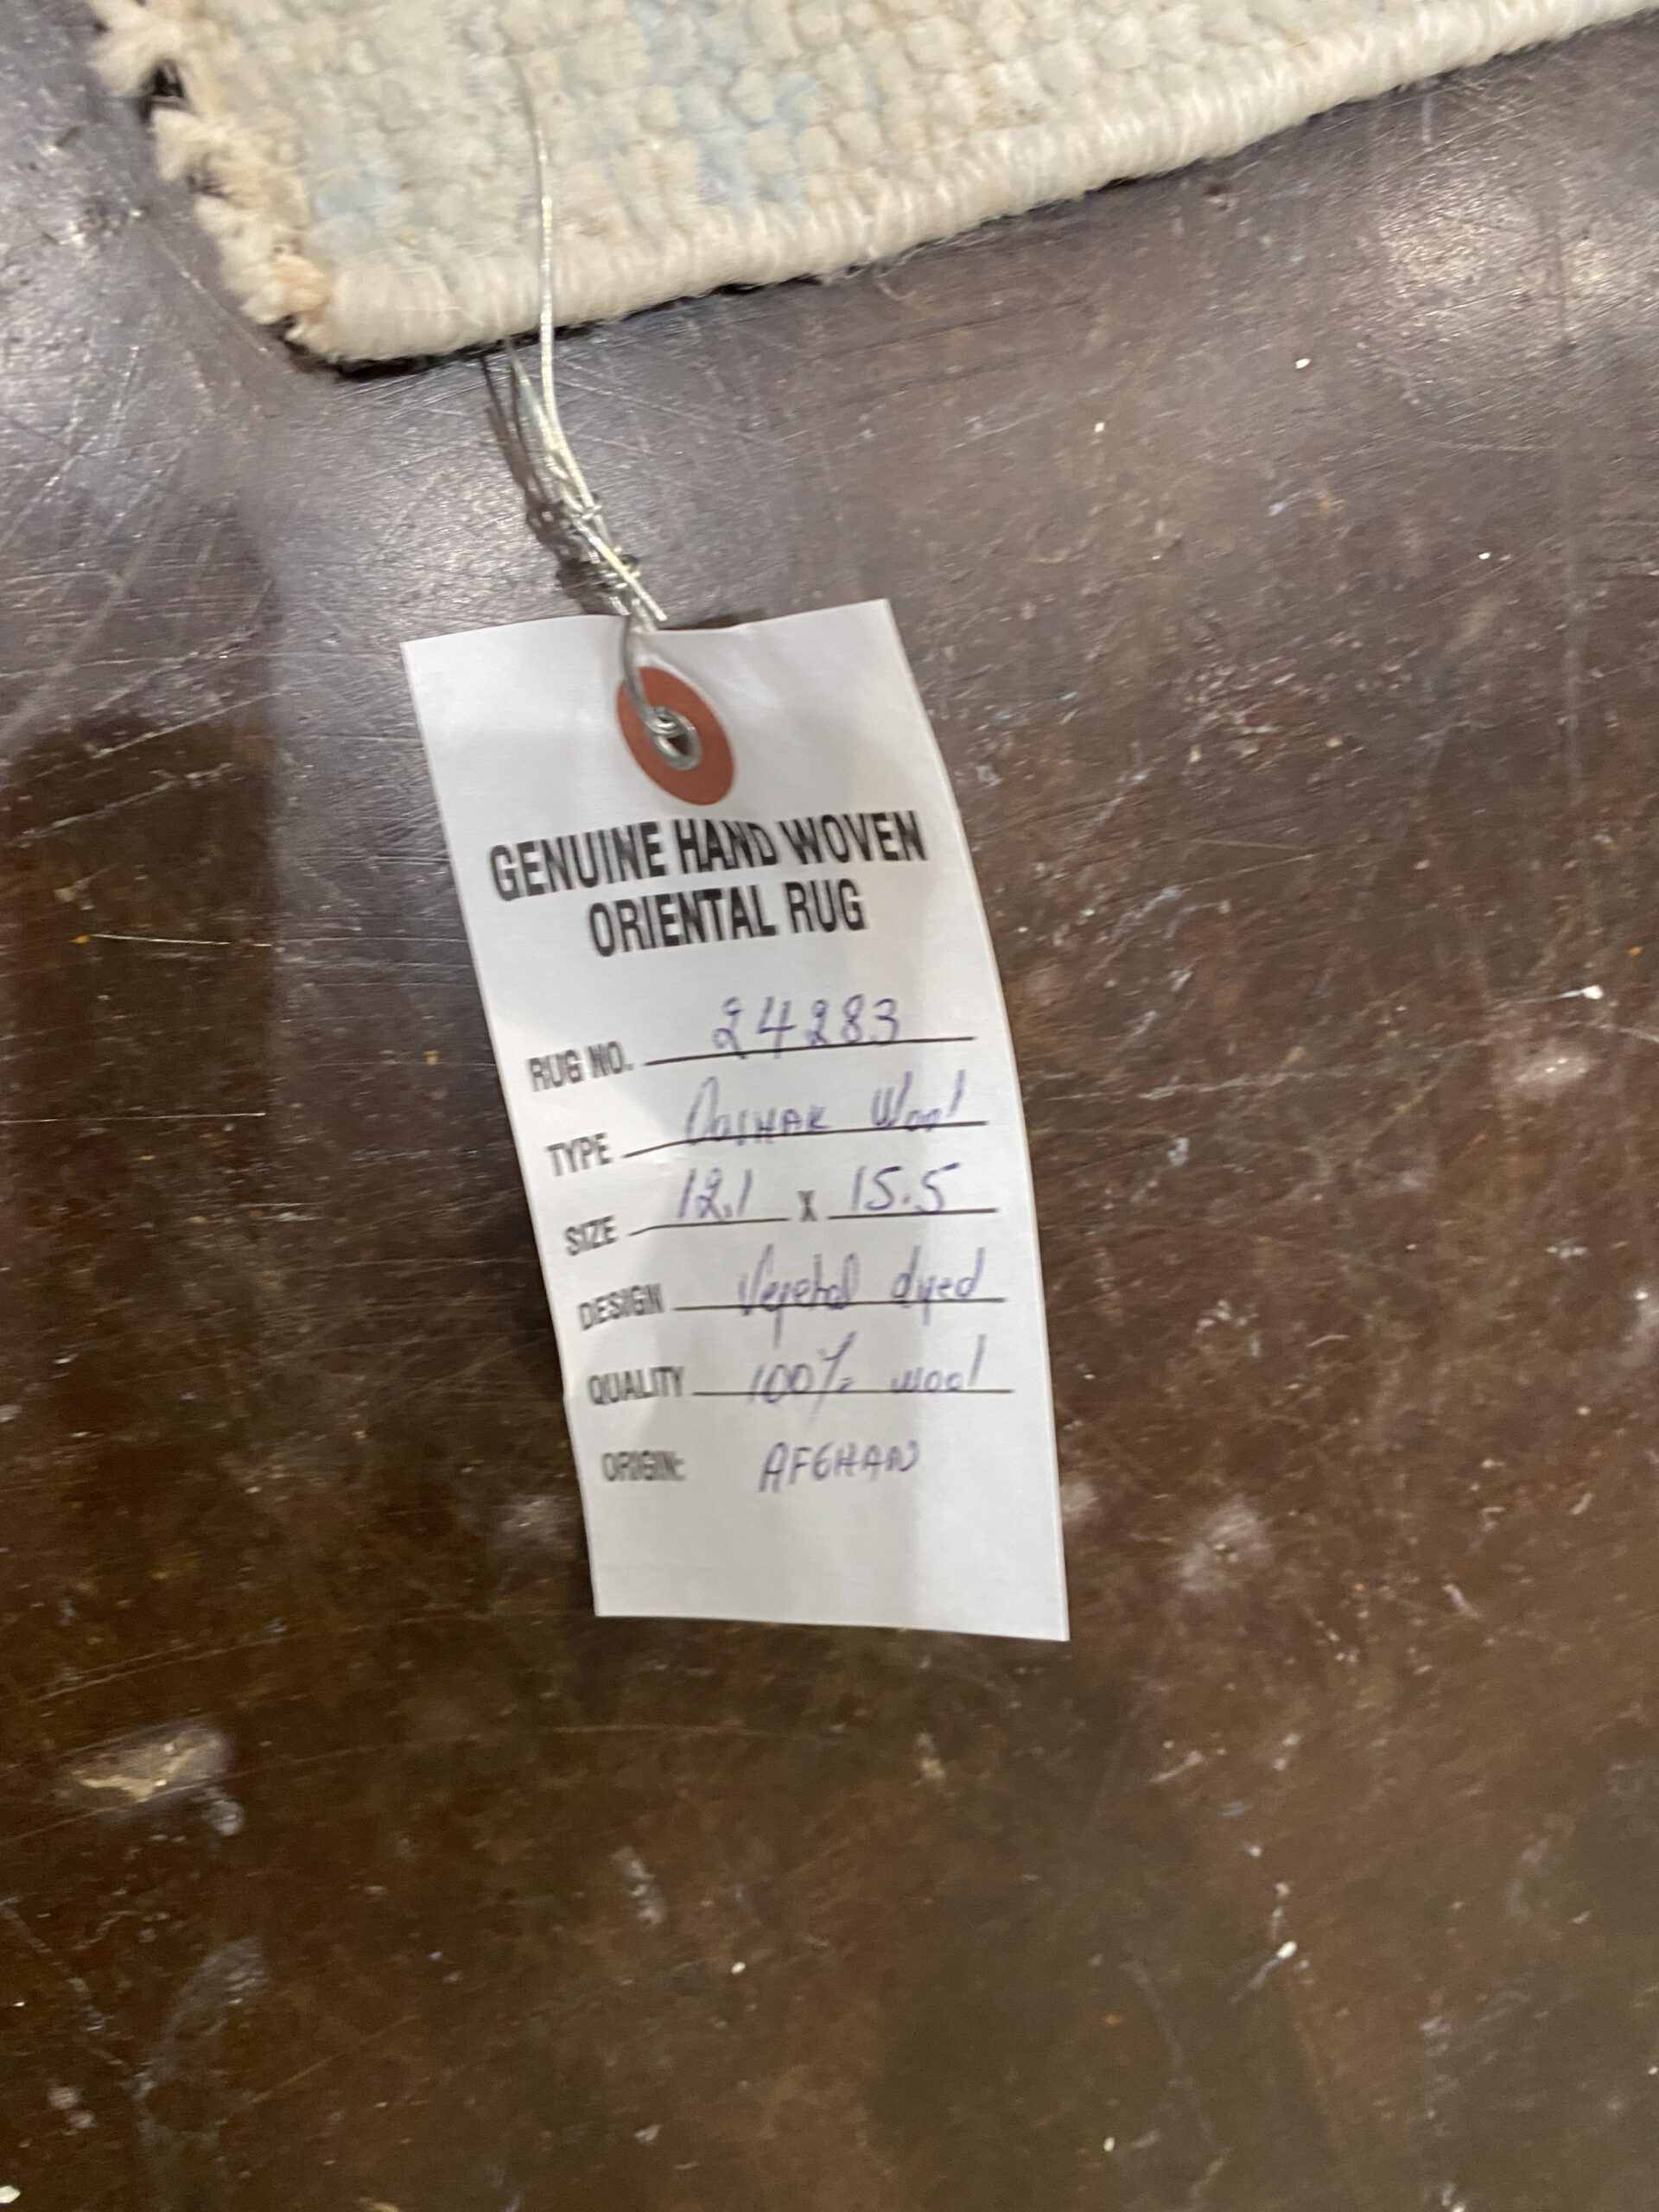 GENUINE HAND WOVEN
ORIENTAL RUG
RUG NO. 24283
TYPE Wool
SIZE 12.1 X 15.5
DESIGN Vegetal dyed
QUALITY 100% wool
ORIGIN: AFGHAN